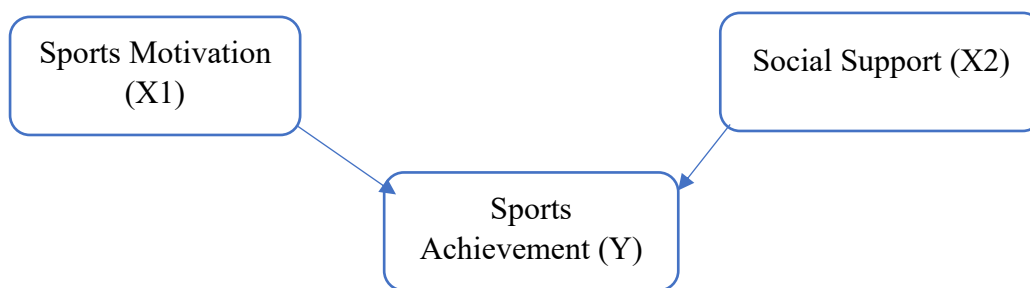 Sports Motivation
(X1)
Social Support (X2)
Sports
Achievement (Y)